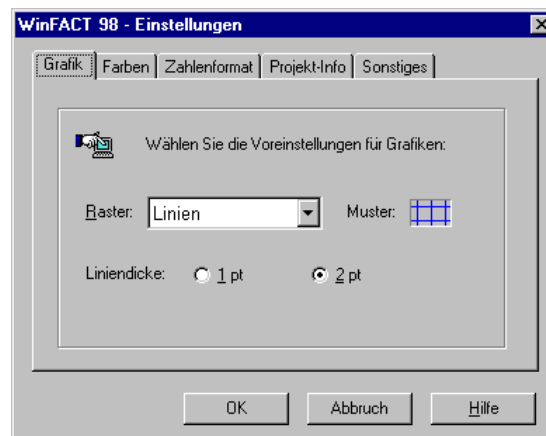 WinFACT 98 - Einstellungen
Grafik Farben Zahlenformat Projekt-Info Sonstiges
Wählen Sie die Voreinstellungen für Grafiken:
Raster: Linien Muster:
Liniendicke: 1 pt 2 pt
OK Abbruch Hilfe